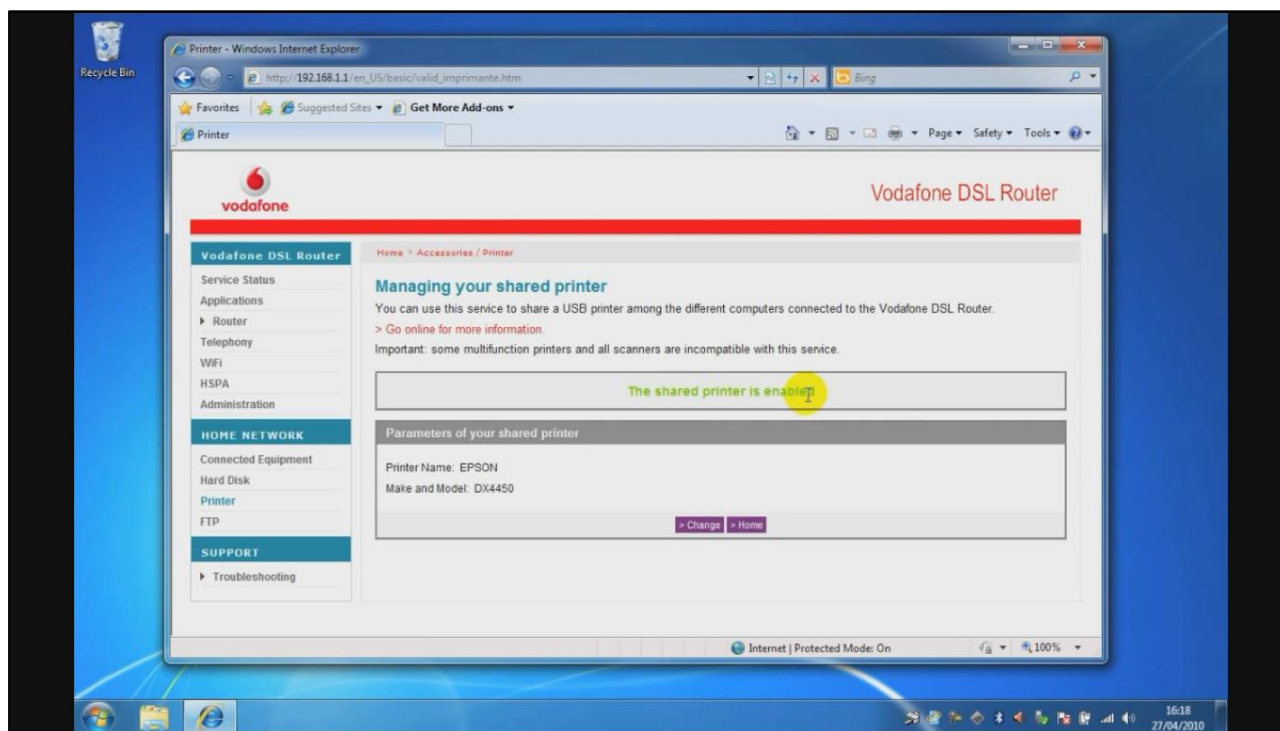 Recycle Bin
Printer - Windows Internet Explorer
http://192.168.1.1/en_US/basic/valid_imprimante.htm
Bing
Favorites
Suggested Sites
Get More Add-ons
Printer
Page
Safety
Tools
vodafone
Vodafone DSL Router
Vodafone DSL Router
Service Status
Applications
Router
Telephony
WiFi
HSPA
Administration
HOME NETWORK
Connected Equipment
Hard Disk
Printer
FTP
SUPPORT
Troubleshooting
Home > Accessories / Printer
Managing your shared printer
You can use this service to share a USB printer among the different computers connected to the Vodafone DSL Router.
> Go online for more information.
Important: some multifunction printers and all scanners are incompatible with this service.
The shared printer is enabled
Parameters of your shared printer
Printer Name: EPSON
Make and Model: DX4450
> Change > Home
Internet | Protected Mode: On
100%
16:18
27/04/2010